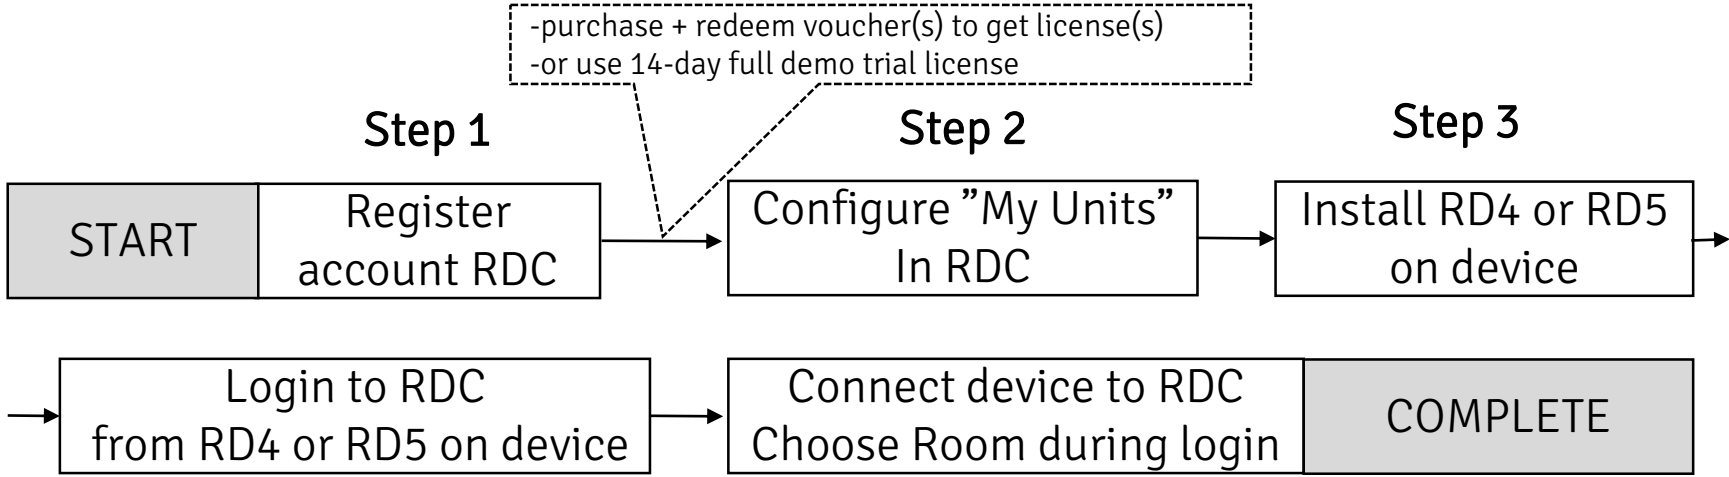 -purchase + redeem voucher(s) to get license(s)
-or use 14-day full demo trial license
Step 1
Step 2
Step 3
START
Register
account RDC
Configure ”My Units”
In RDC
Install RD4 or RD5
on device
Login to RDC
from RD4 or RD5 on device
Connect device to RDC
Choose Room during login
COMPLETE